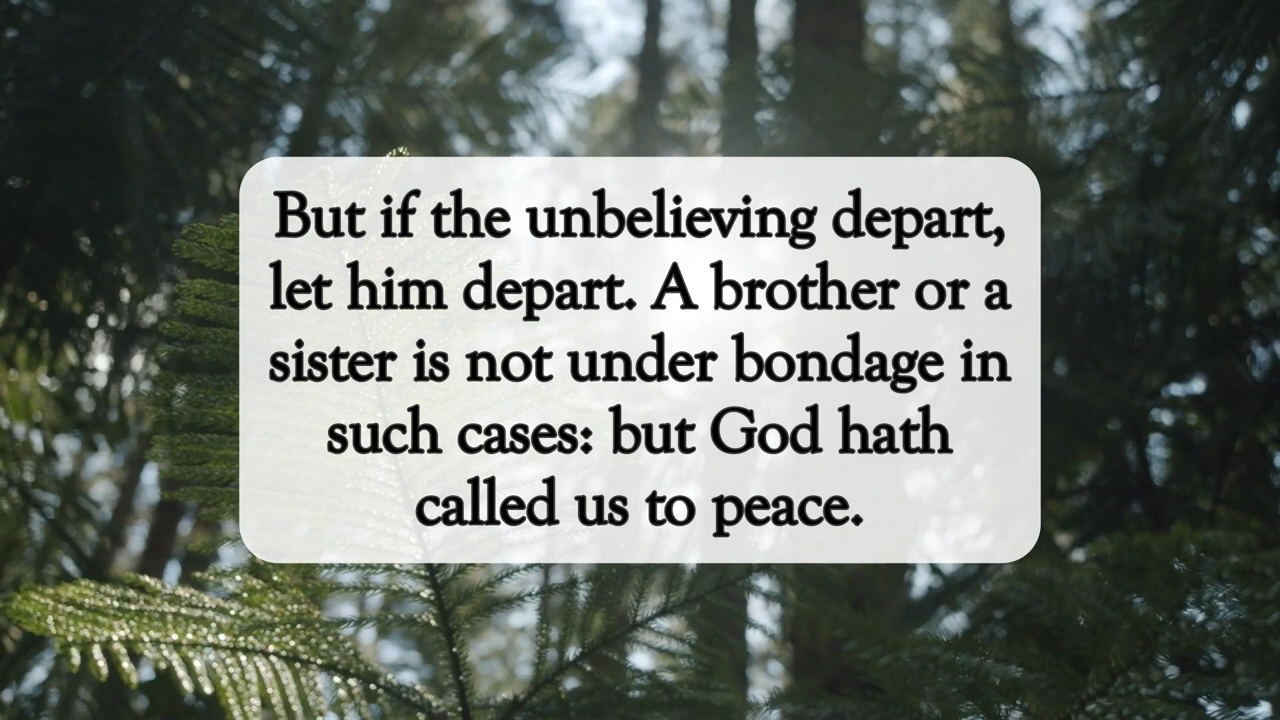 But if the unbelieving depart,
let him depart. A brother or a
sister is not under bondage in
such cases: but God hath
called us to peace.